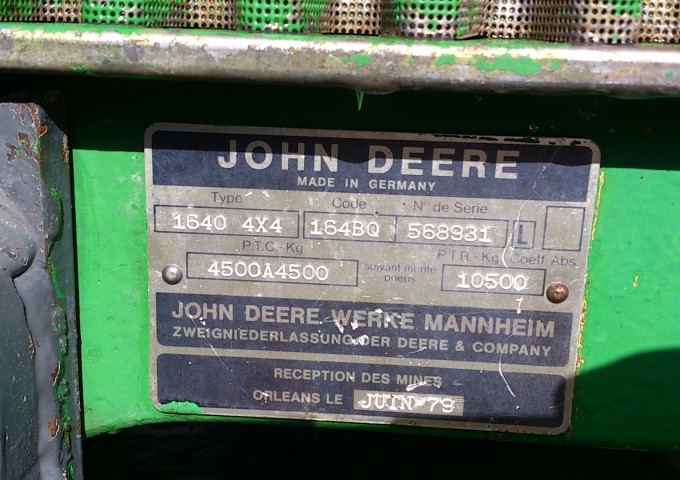 JOHN DEERE
MADE IN GERMANY
Type Code N° de Serie
1640 4X4 164BQ 568931 L
P.T.C.-Kg P.T.R.-Kg Coeff. Abs.
4500A4500 suivant monte pneus 10500
JOHN DEERE WERKE MANNHEIM
ZWEIGNIEDERLASSUNG DER DEERE & COMPANY
RECEPTION DES MINES
ORLEANS LE JUIN-79